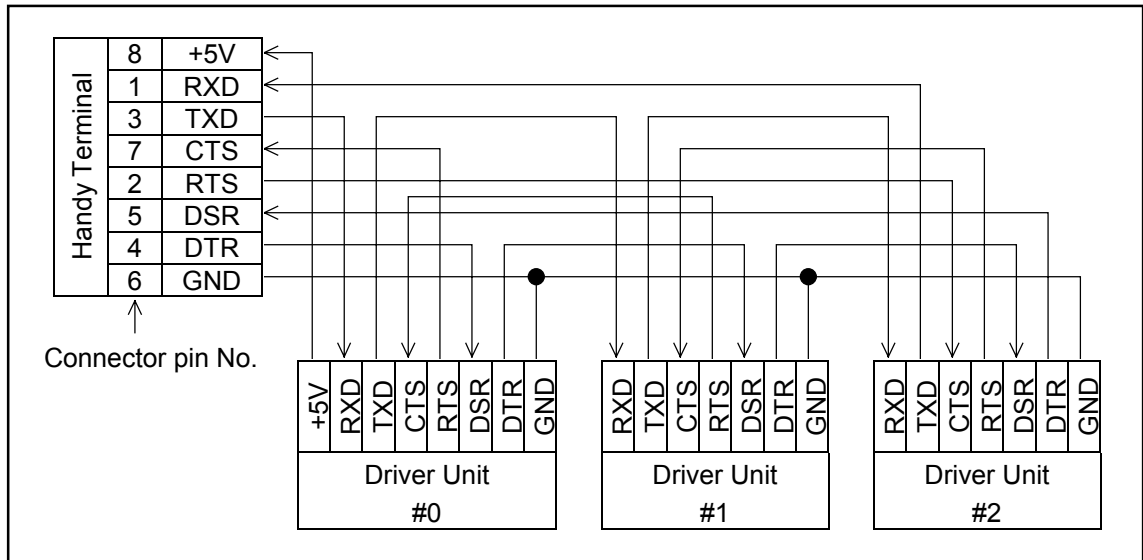 Handy Terminal
8 +5V
1 RXD
3 TXD
7 CTS
2 RTS
5 DSR
4 DTR
6 GND
Connector pin No.
+5V
RXD
TXD
CTS
RTS
DSR
DTR
GND
Driver Unit
#0
RXD
TXD
CTS
RTS
DSR
DTR
GND
Driver Unit
#1
RXD
TXD
CTS
RTS
DSR
DTR
GND
Driver Unit
#2